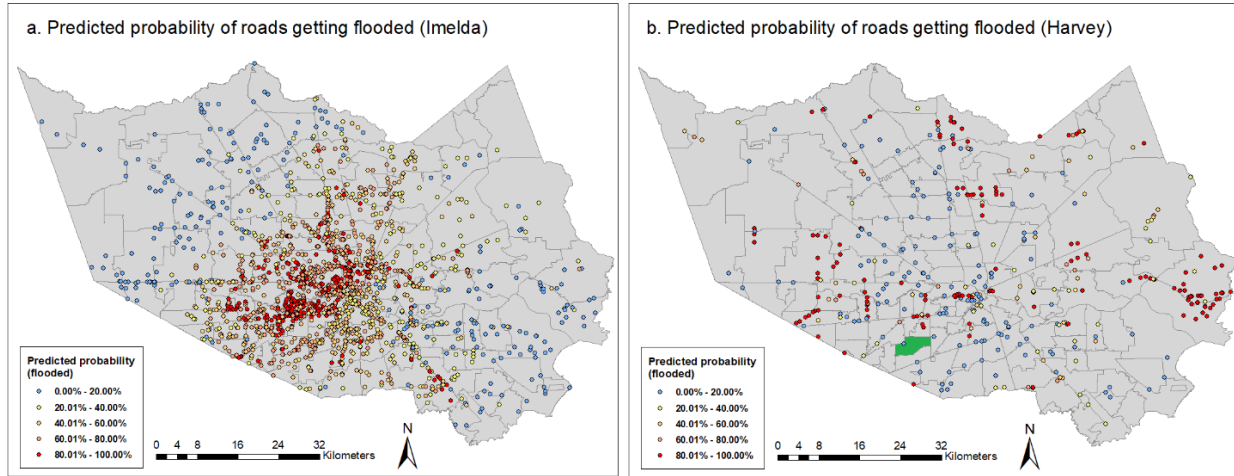 a. Predicted probability of roads getting flooded (Imelda)
Predicted probability
(flooded)
0.00% - 20.00%
20.01% - 40.00%
40.01% - 60.00%
60.01% - 80.00%
80.01% - 100.00%
0 4 8 16 24 32
Kilometers
N
b. Predicted probability of roads getting flooded (Harvey)
Predicted probability
(flooded)
0.00% - 20.00%
20.01% - 40.00%
40.01% - 60.00%
60.01% - 80.00%
80.01% - 100.00%
0 4 8 16 24 32
Kilometers
N